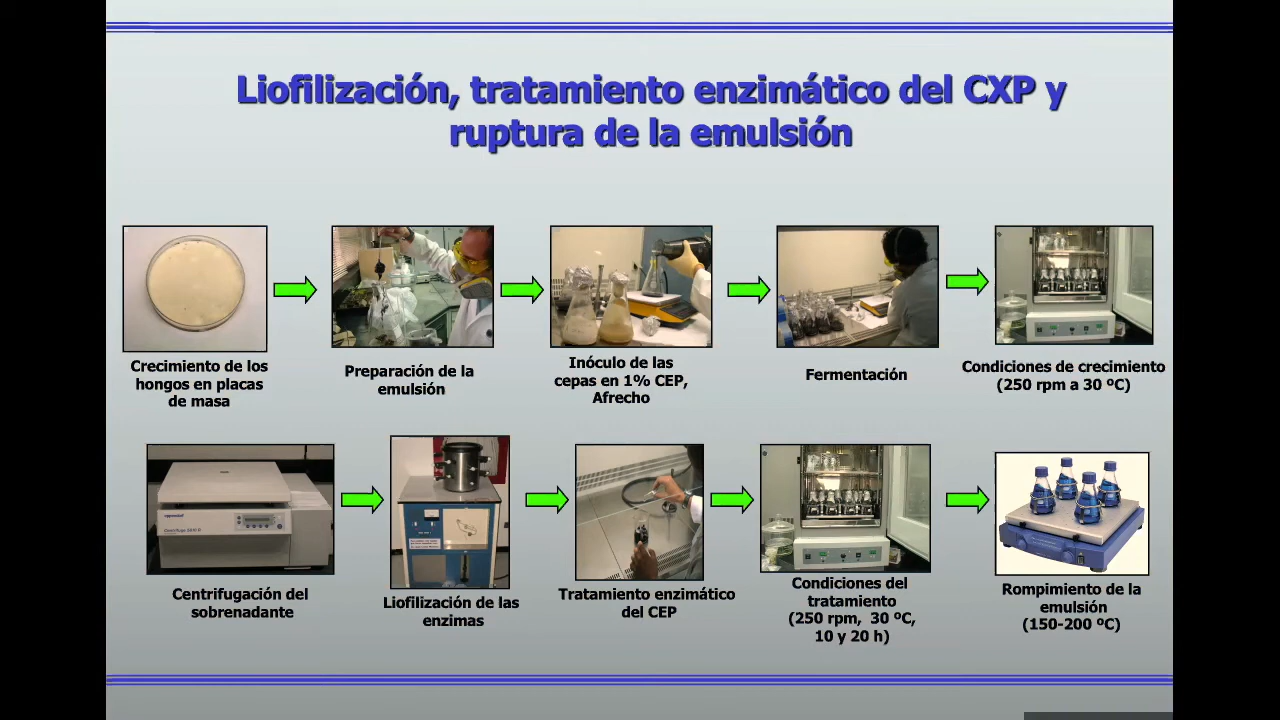 Liofilización, tratamiento enzimático del CXP y
ruptura de la emulsión
Crecimiento de los
hongos en placas
de masa
Preparación de la
emulsión
Inóculo de las
cepas en 1% CEP,
Afrecho
Fermentación
Condiciones de crecimiento
(250 rpm a 30 ºC)
Centrifugación del
sobrenadante
Liofilización de las
enzimas
Tratamiento enzimático
del CEP
Condiciones del
tratamiento
(250 rpm, 30 ºC,
10 y 20 h)
Rompimiento de la
emulsión
(150-200 ºC)